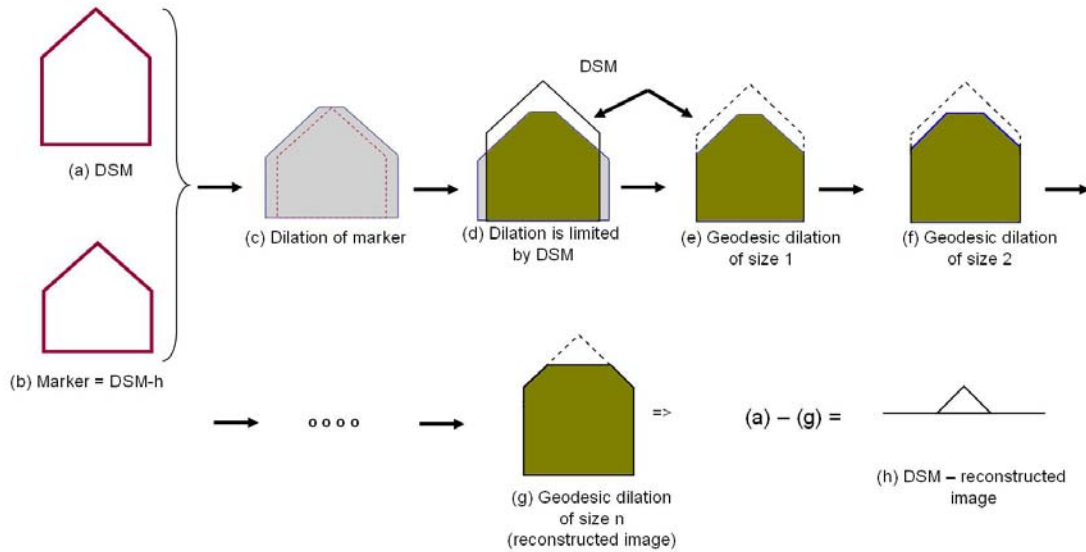 DSM
(a) DSM
(c) Dilation of marker
(d) Dilation is limited
by DSM
(e) Geodesic dilation
of size 1
(f) Geodesic dilation
of size 2
(b) Marker = DSM-h
o o o o
=>
(a) – (g) =
(g) Geodesic dilation
of size n
(reconstructed image)
(h) DSM – reconstructed
image